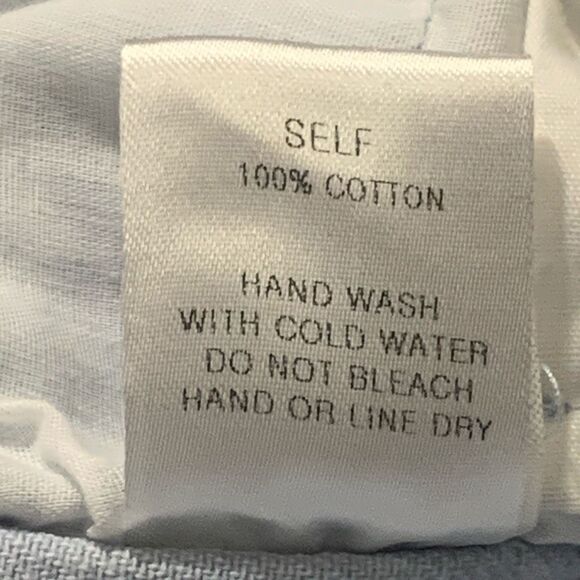 SELF
100% COTTON
HAND WASH
WITH COLD WATER
DO NOT BLEACH
HAND OR LINE DRY